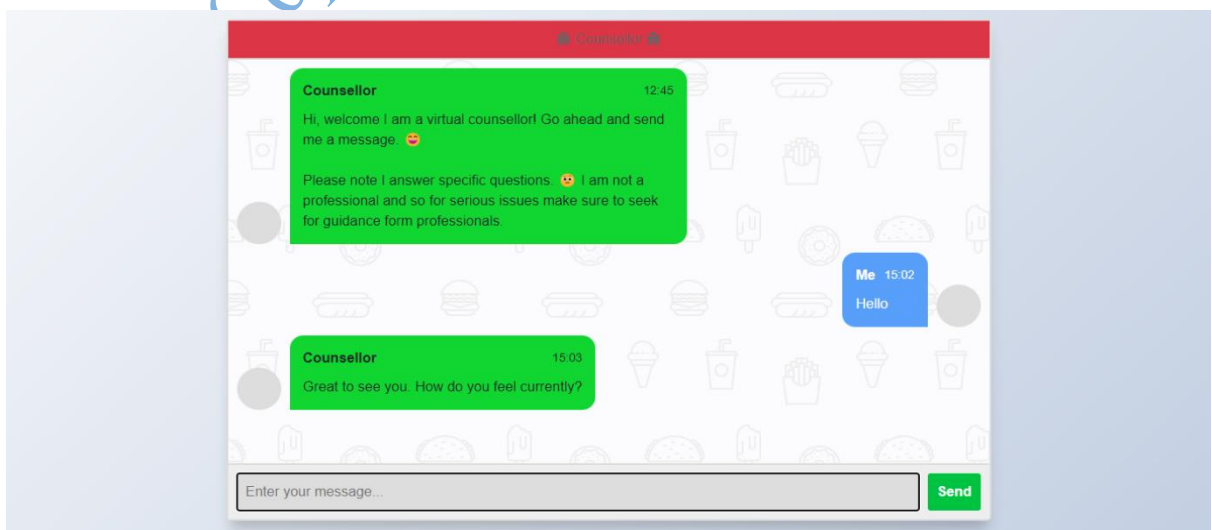 Counsellor
Counsellor 12:45
Hi, welcome I am a virtual counsellor! Go ahead and send
me a message. 😄
Please note I answer specific questions. 😕 I am not a
professional and so for serious issues make sure to seek
for guidance form professionals.
Me 15:02
Hello
Counsellor 15:03
Great to see you. How do you feel currently?
Enter your message...
Send